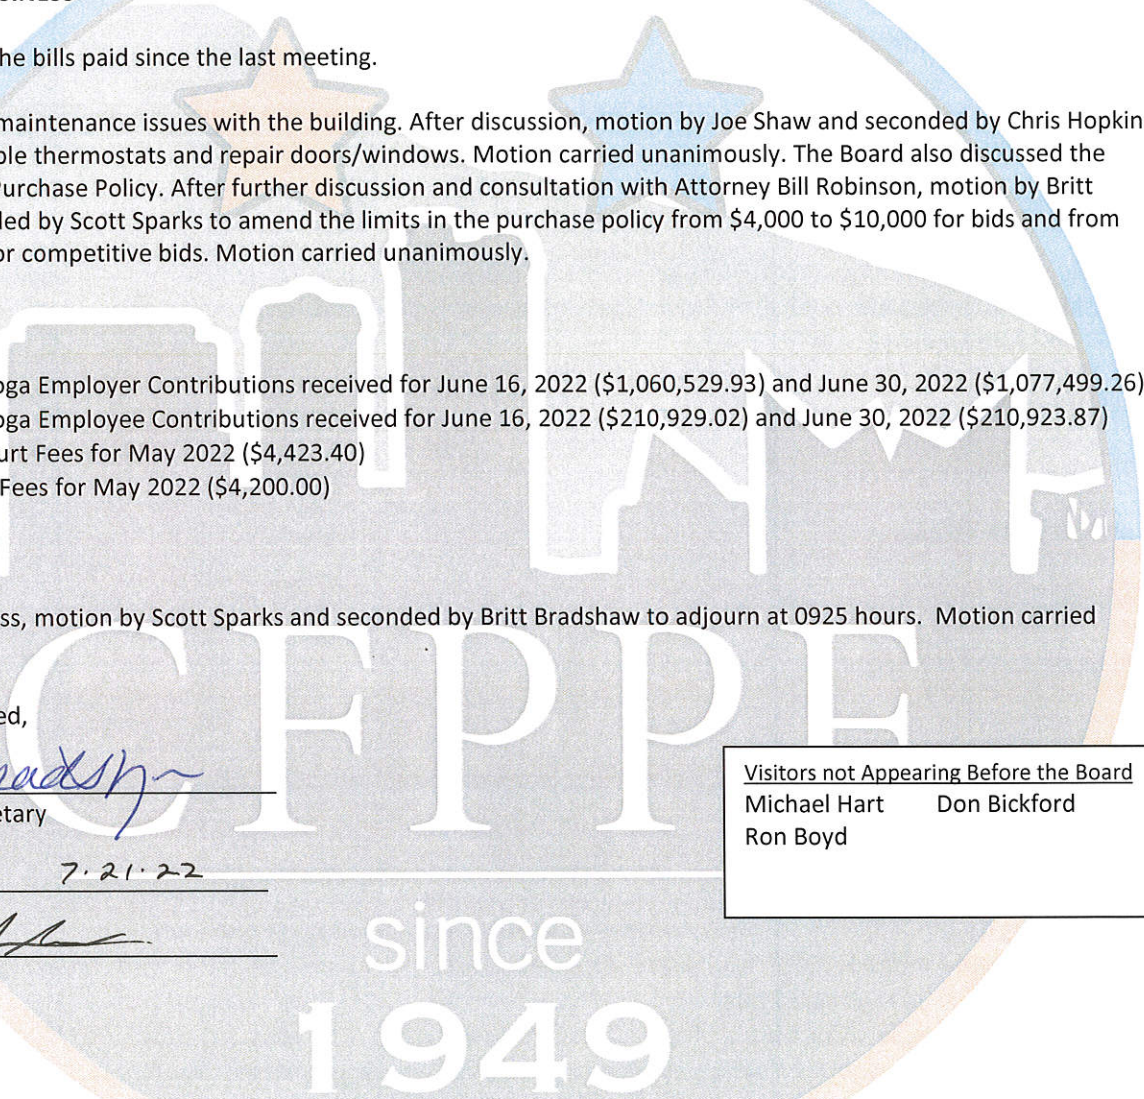 he bills paid since the last meeting.
maintenance issues with the building. After discussion, motion by Joe Shaw and seconded by Chris Hopkin
ble thermostats and repair doors/windows. Motion carried unanimously. The Board also discussed the
Purchase Policy. After further discussion and consultation with Attorney Bill Robinson, motion by Britt
ded by Scott Sparks to amend the limits in the purchase policy from $4,000 to $10,000 for bids and from
or competitive bids. Motion carried unanimously.
oga Employer Contributions received for June 16, 2022 ($1,060,529.93) and June 30, 2022 ($1,077,499.26)
oga Employee Contributions received for June 16, 2022 ($210,929.02) and June 30, 2022 ($210,923.87)
urt Fees for May 2022 ($4,423.40)
Fees for May 2022 ($4,200.00)
ss, motion by Scott Sparks and seconded by Britt Bradshaw to adjourn at 0925 hours.  Motion carried
CFPPF
ed,
etary
7.21.22
Visitors not Appearing Before the Board
Michael Hart Don Bickford
Ron Boyd
since
1949